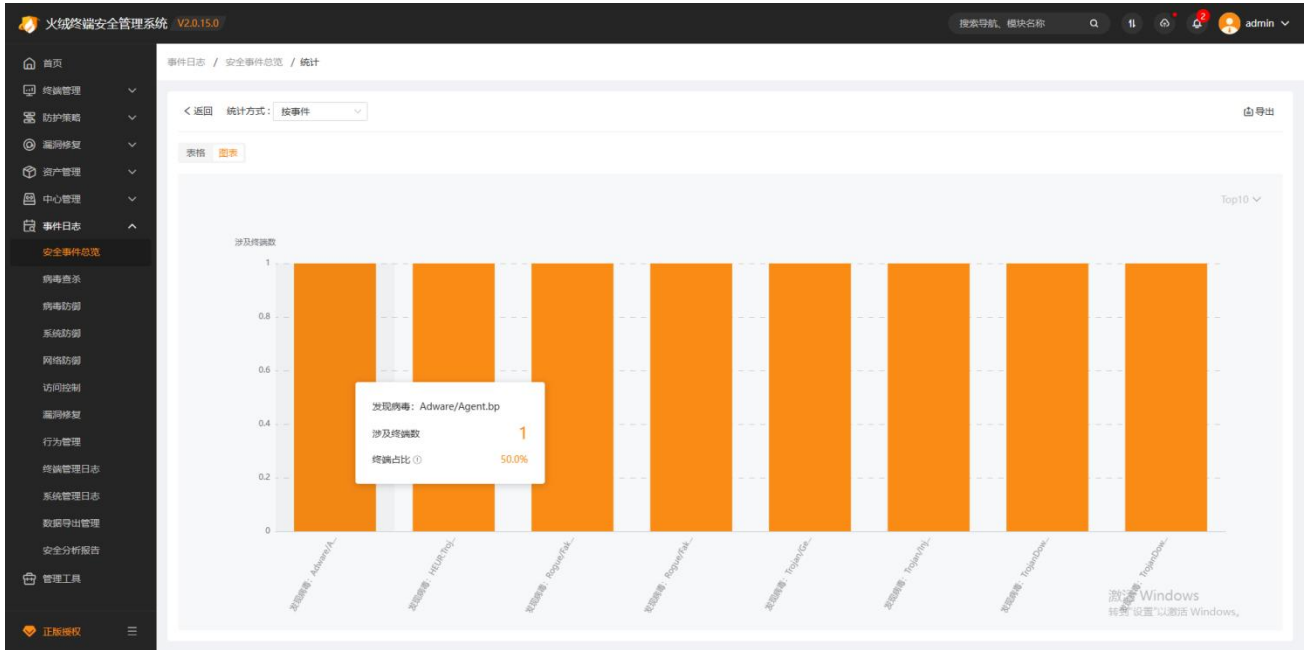 火绒终端安全管理系统 V2.0.15.0
搜索导航、模块名称
2
admin
首页
终端管理
防护策略
漏洞修复
资产管理
中心管理
事件日志
安全事件总览
病毒查杀
病毒防御
系统防御
网络防御
访问控制
漏洞修复
行为管理
终端管理日志
系统管理日志
数据导出管理
安全分析报告
管理工具
正版授权
事件日志 / 安全事件总览 / 统计
返回 统计方式: 按事件
导出
表格 图表
Top10
涉及终端数
1
0.8
0.6
0.4
0.2
0
发现病毒: Adware/Agent.bp
涉及终端数 1
终端占比 50.0%
发现病毒: Adware/A...
发现病毒: HEUR:Troj...
发现病毒: Rogue/Fak...
发现病毒: Rogue/Fak...
发现病毒: Trojan/Ge...
发现病毒: Trojan/Inj...
发现病毒: TrojanDow...
发现病毒: TrojanDow...
激活 Windows
转到"设置"以激活 Windows。